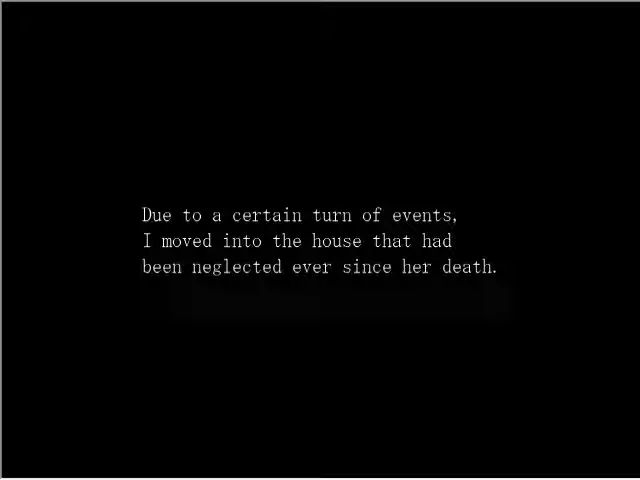 Due to a certain turn of events,
I moved into the house that had
been neglected ever since her death.